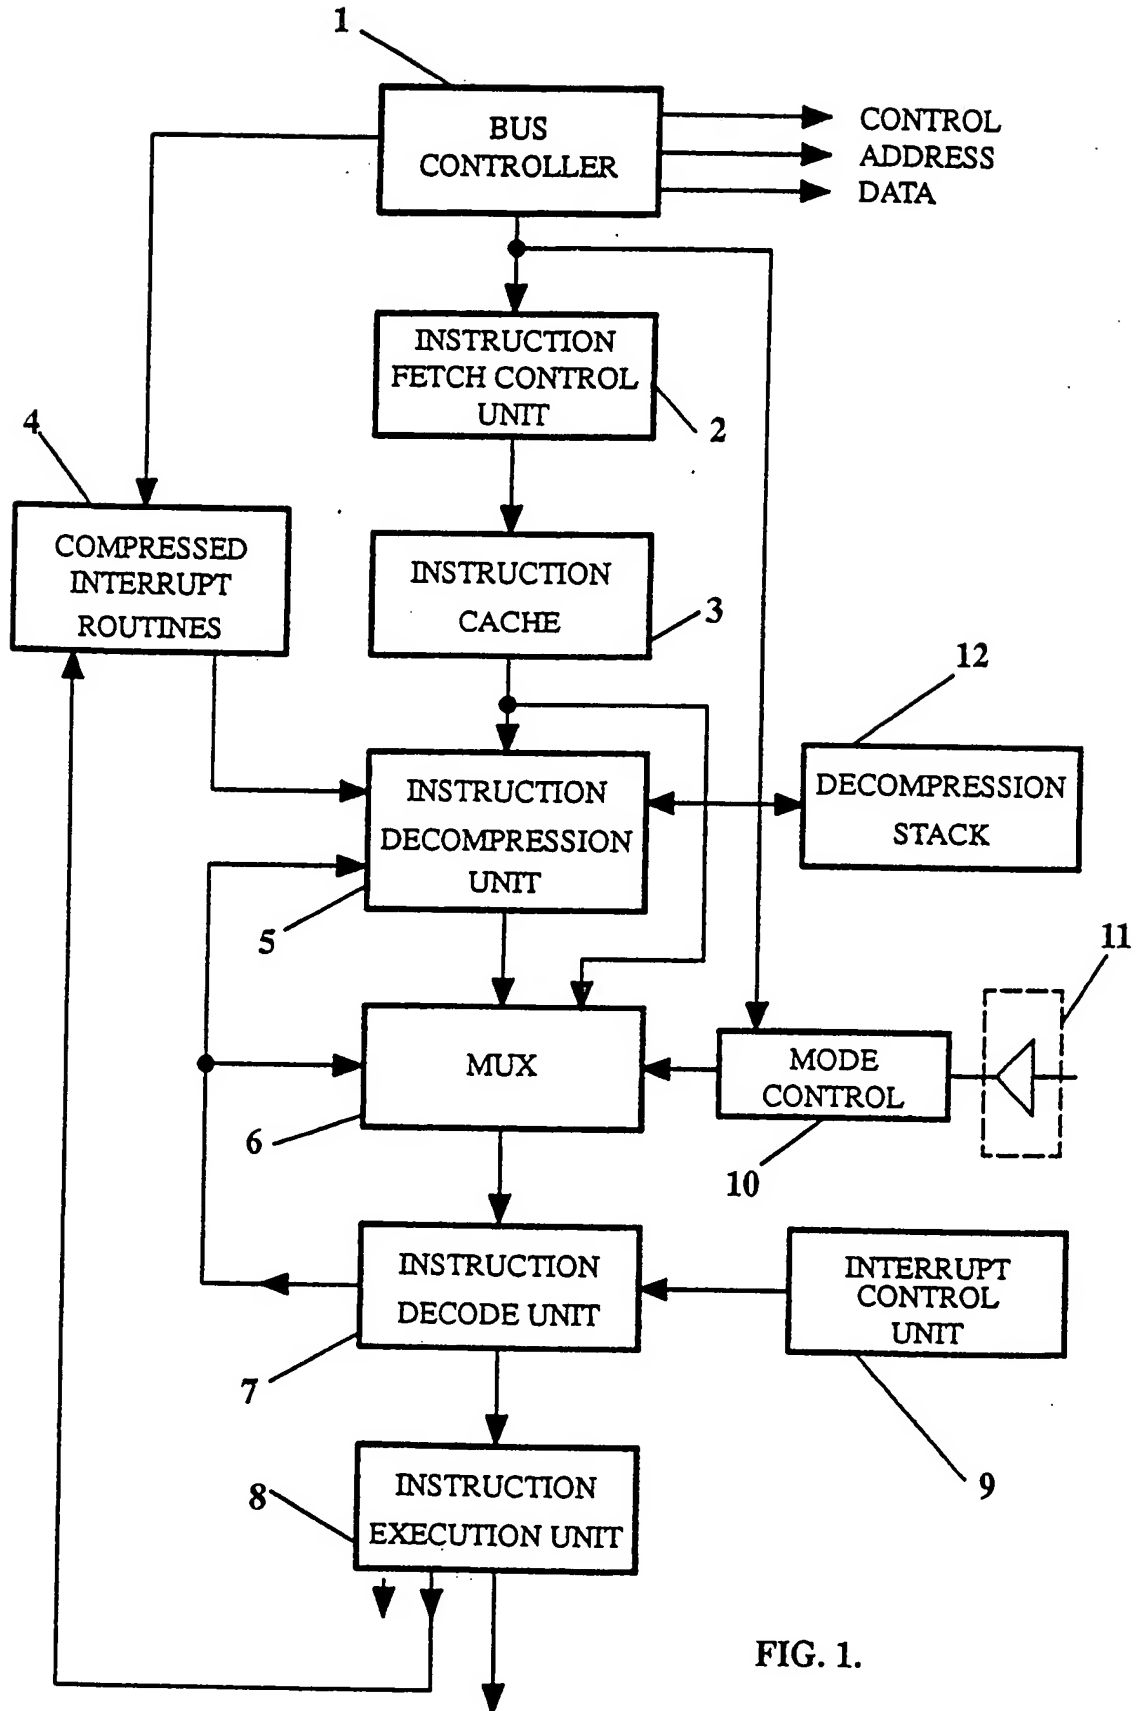 1
BUS
CONTROLLER
CONTROL
ADDRESS
DATA
INSTRUCTION
FETCH CONTROL
UNIT
2
4
COMPRESSED
INTERRUPT
ROUTINES
INSTRUCTION
CACHE
3
12
INSTRUCTION
DECOMPRESSION
UNIT
5
DECOMPRESSION
STACK
11
MUX
6
MODE
CONTROL
10
INSTRUCTION
DECODE UNIT
7
INTERRUPT
CONTROL
UNIT
9
8
INSTRUCTION
EXECUTION UNIT
FIG. 1.